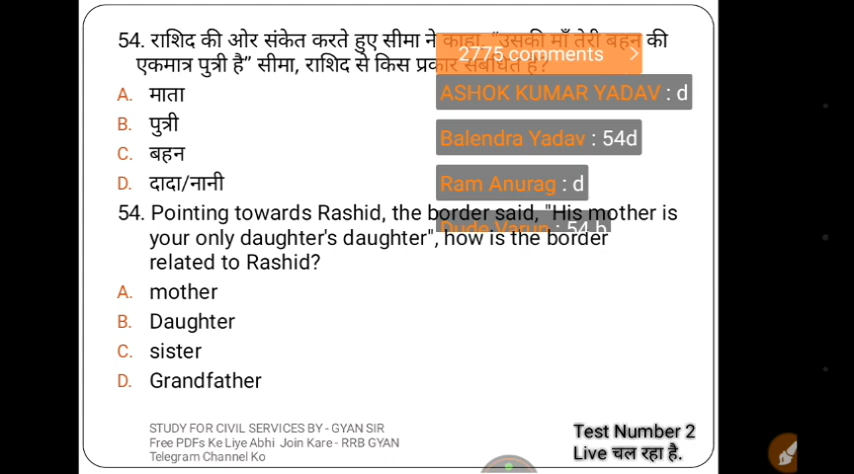 54. राशिद की ओर संकेत करते हुए सीमा ने कहा, "उसकी माँ तेरी बहन की
2775 comments >
एकमात्र पुत्री है" सीमा, राशिद से किस प्रकार संबंधित है?
A. माता
ASHOK KUMAR YADAV : d
B. पुत्री
Balendra Yadav : 54d
C. बहन
D. दादा/नानी
Ram Anurag : d
54. Pointing towards Rashid, the border said, "His mother is
Dude Varun : 54 b
your only daughter's daughter", how is the border
related to Rashid?
A. mother
B. Daughter
C. sister
D. Grandfather
STUDY FOR CIVIL SERVICES BY - GYAN SIR
Free PDFs Ke Liye Abhi Join Kare - RRB GYAN
Telegram Channel Ko
Test Number 2
Live चल रहा है.